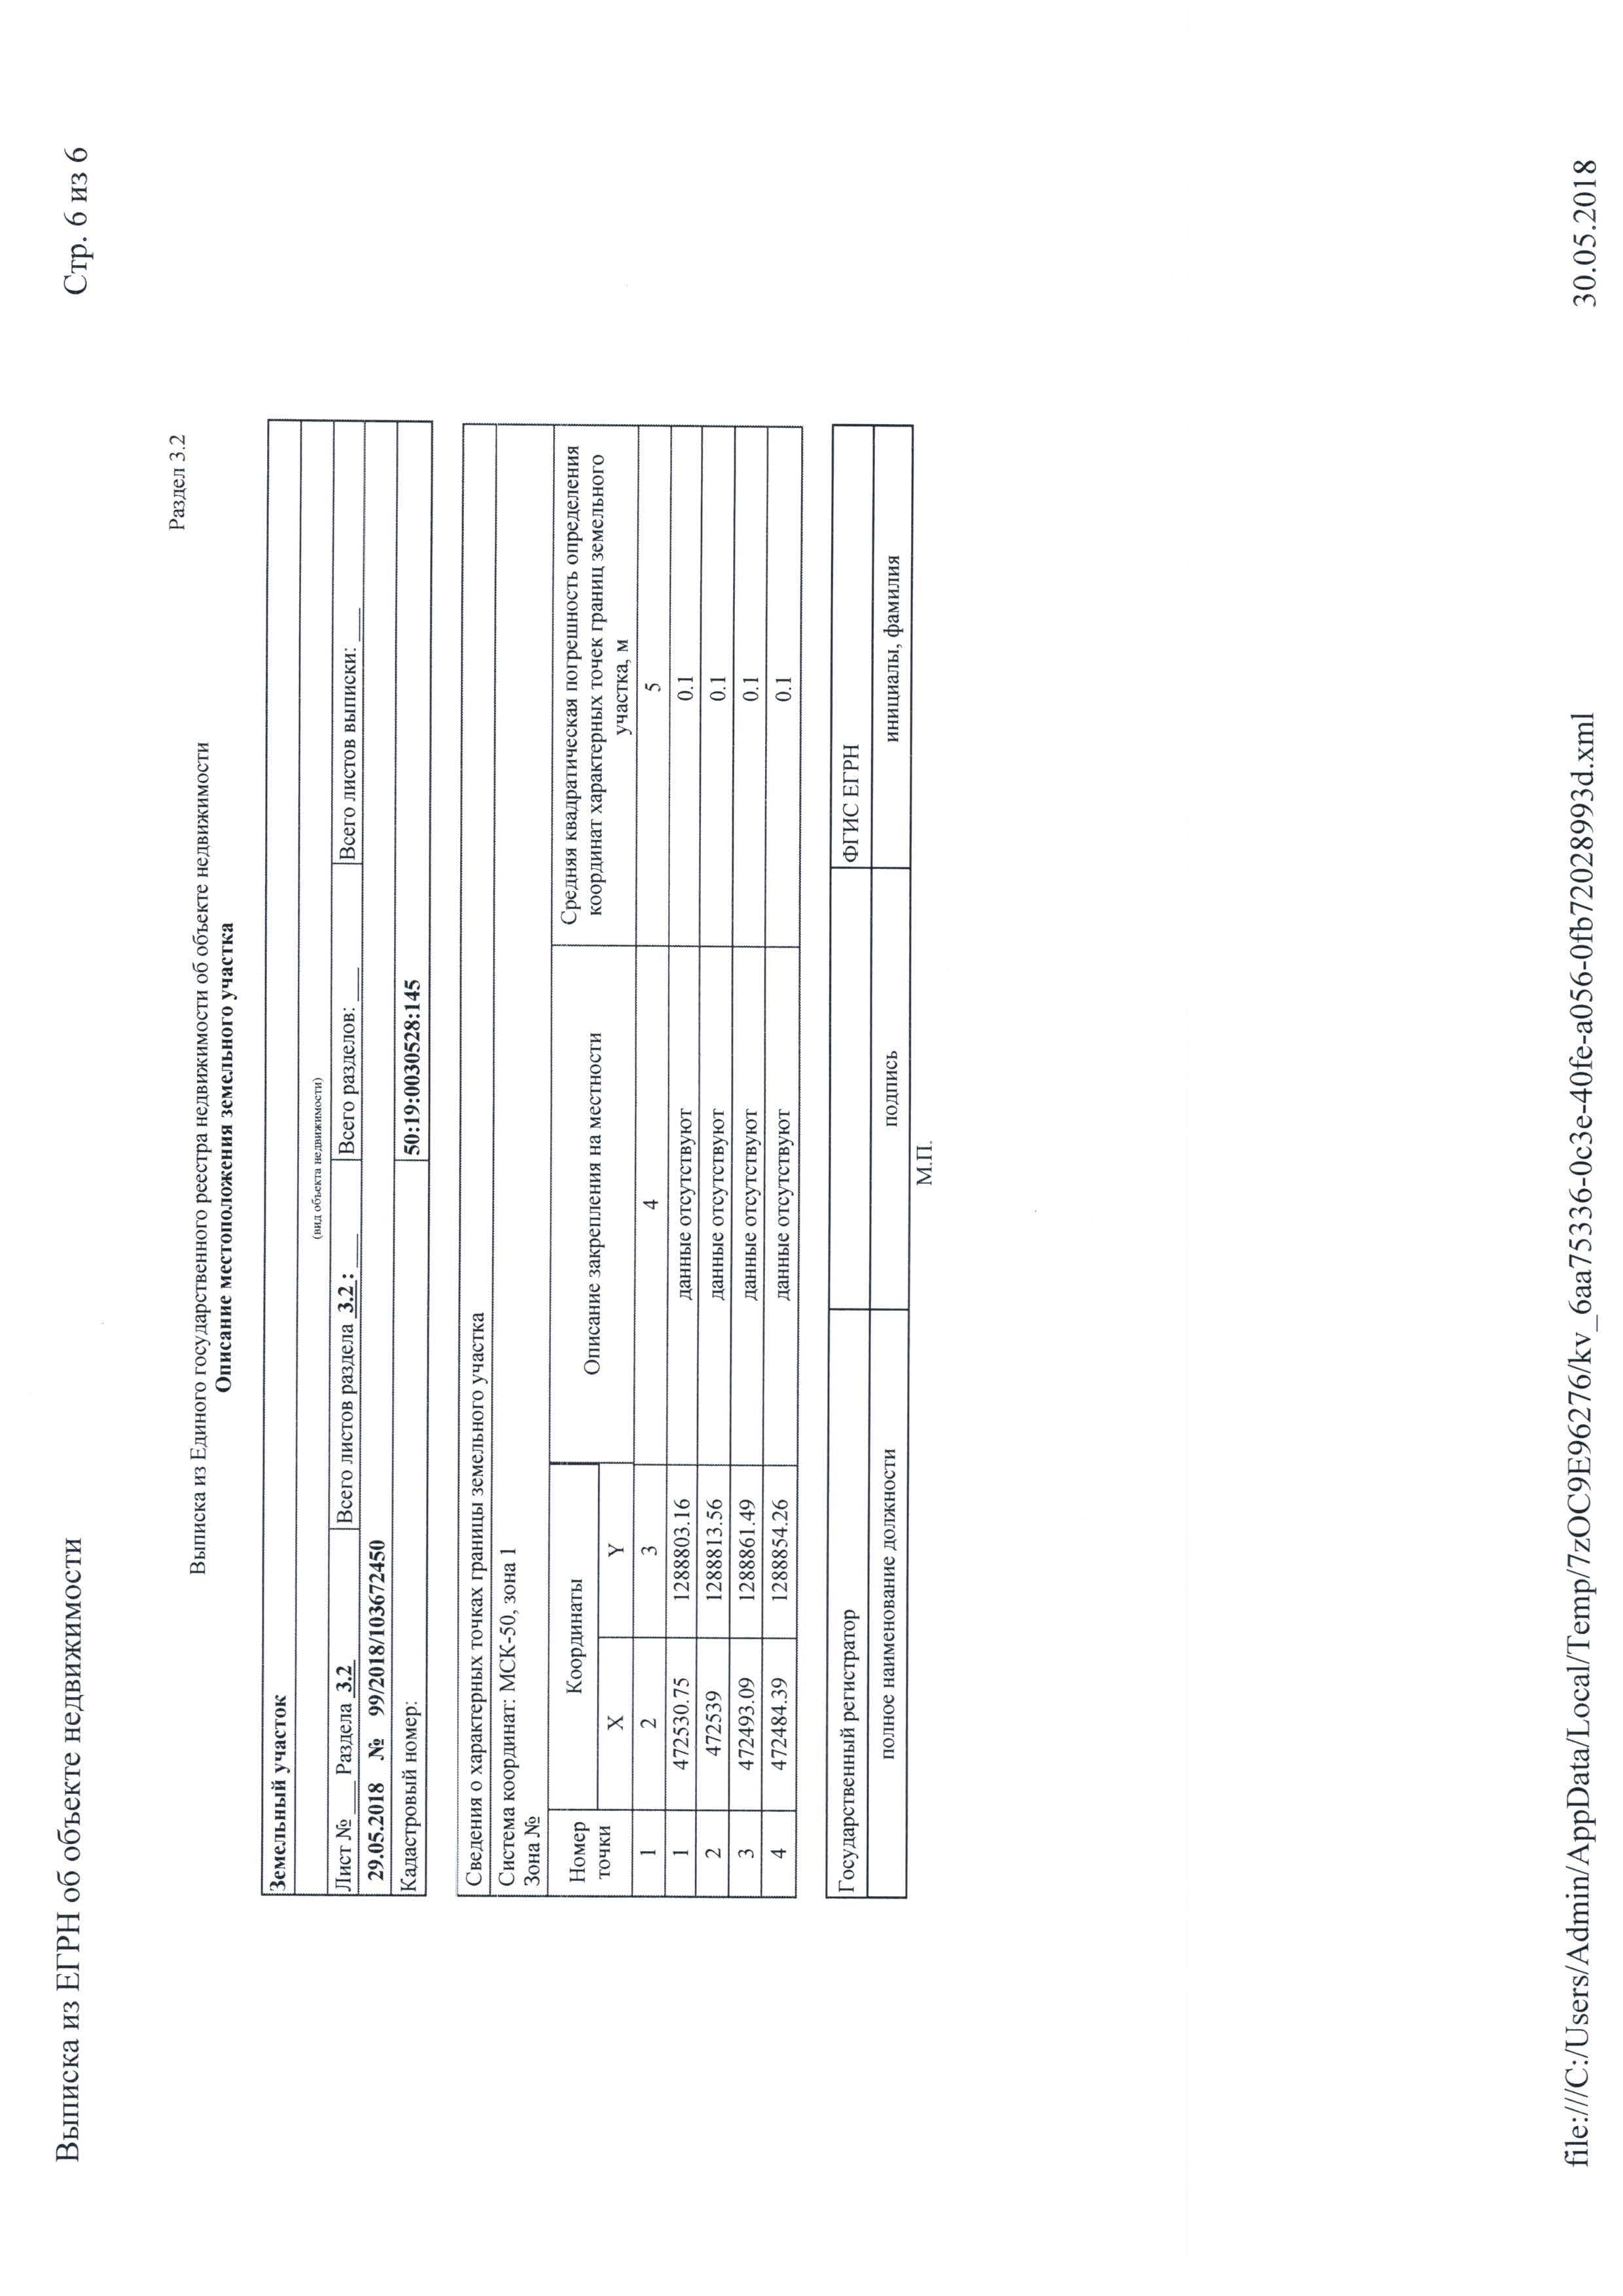 Выписка из ЕГРН об объекте недвижимости
Стр. 6 из 6
Раздел 3.2
Выписка из Единого государственного реестра недвижимости об объекте недвижимости
Описание местоположения земельного участка
Земельный участок
(вид объекта недвижимости)
Лист № ___ Раздела 3.2 Всего листов раздела 3.2 : ___ Всего разделов: ___ Всего листов выписки: ___
29.05.2018 № 99/2018/103672450
Кадастровый номер: 50:19:0030528:145
Сведения о характерных точках границы земельного участка
Система координат: МСК-50, зона 1
Зона №
Номер точки Координаты Описание закрепления на местности Средняя квадратическая погрешность определения
координат характерных точек границ земельного
участка, м
X Y
1 2 3 4 5
1 472530.75 1288803.16 данные отсутствуют 0.1
2 472539 1288813.56 данные отсутствуют 0.1
3 472493.09 1288861.49 данные отсутствуют 0.1
4 472484.39 1288854.26 данные отсутствуют 0.1
Государственный регистратор ФГИС ЕГРН
полное наименование должности подпись инициалы, фамилия
М.П.
file:///C:/Users/Admin/AppData/Local/Temp/7zOC9E96276/kv_6aa75336-0c3e-40fe-a056-0fb72028993d.xml
30.05.2018